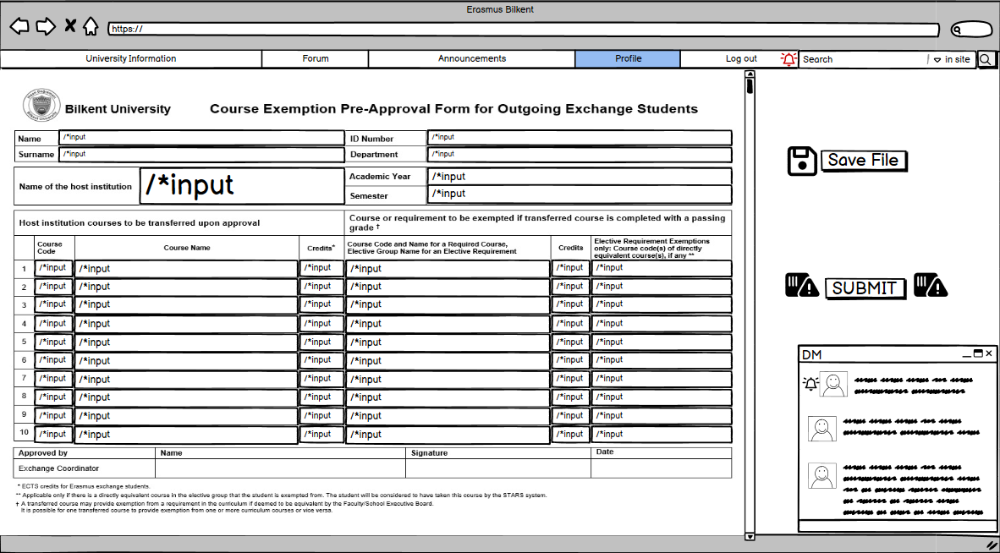 Erasmus Bilkent
https://
University Information Forum Announcements Profile Log out Search in site
Bilkent University Course Exemption Pre-Approval Form for Outgoing Exchange Students
Name /*input ID Number /*input
Surname /*input Department /*input
Name of the host institution /*input Academic Year /*input
Semester /*input
Save File
Host institution courses to be transferred upon approval
Course or requirement to be exempted if transferred course is completed with a passing
grade †
Course
Code
Course Name
Credits*
Course Code and Name for a Required Course,
Elective Group Name for an Elective Requirement
Credits
Elective Requirement Exemptions
only: Course code(s) of directly
equivalent course(s), if any **
1 /*input /*input /*input /*input /*input /*input
2 /*input /*input /*input /*input /*input /*input
3 /*input /*input /*input /*input /*input /*input
4 /*input /*input /*input /*input /*input /*input
5 /*input /*input /*input /*input /*input /*input
6 /*input /*input /*input /*input /*input /*input
7 /*input /*input /*input /*input /*input /*input
8 /*input /*input /*input /*input /*input /*input
9 /*input /*input /*input /*input /*input /*input
10 /*input /*input /*input /*input /*input /*input
SUBMIT
Approved by Name Signature Date
Exchange Coordinator
* ECTS credits for Erasmus exchange students.
** Applicable only if there is a directly equivalent course in the elective group that the student is exempted from. The student will be considered to have taken this course by the STARS system.
† A transferred course may provide exemption from a requirement in the curriculum if deemed to be equivalent by the Faculty/School Executive Board.
It is possible for one transferred course to provide exemption from one or more curriculum courses or vice versa.
DM